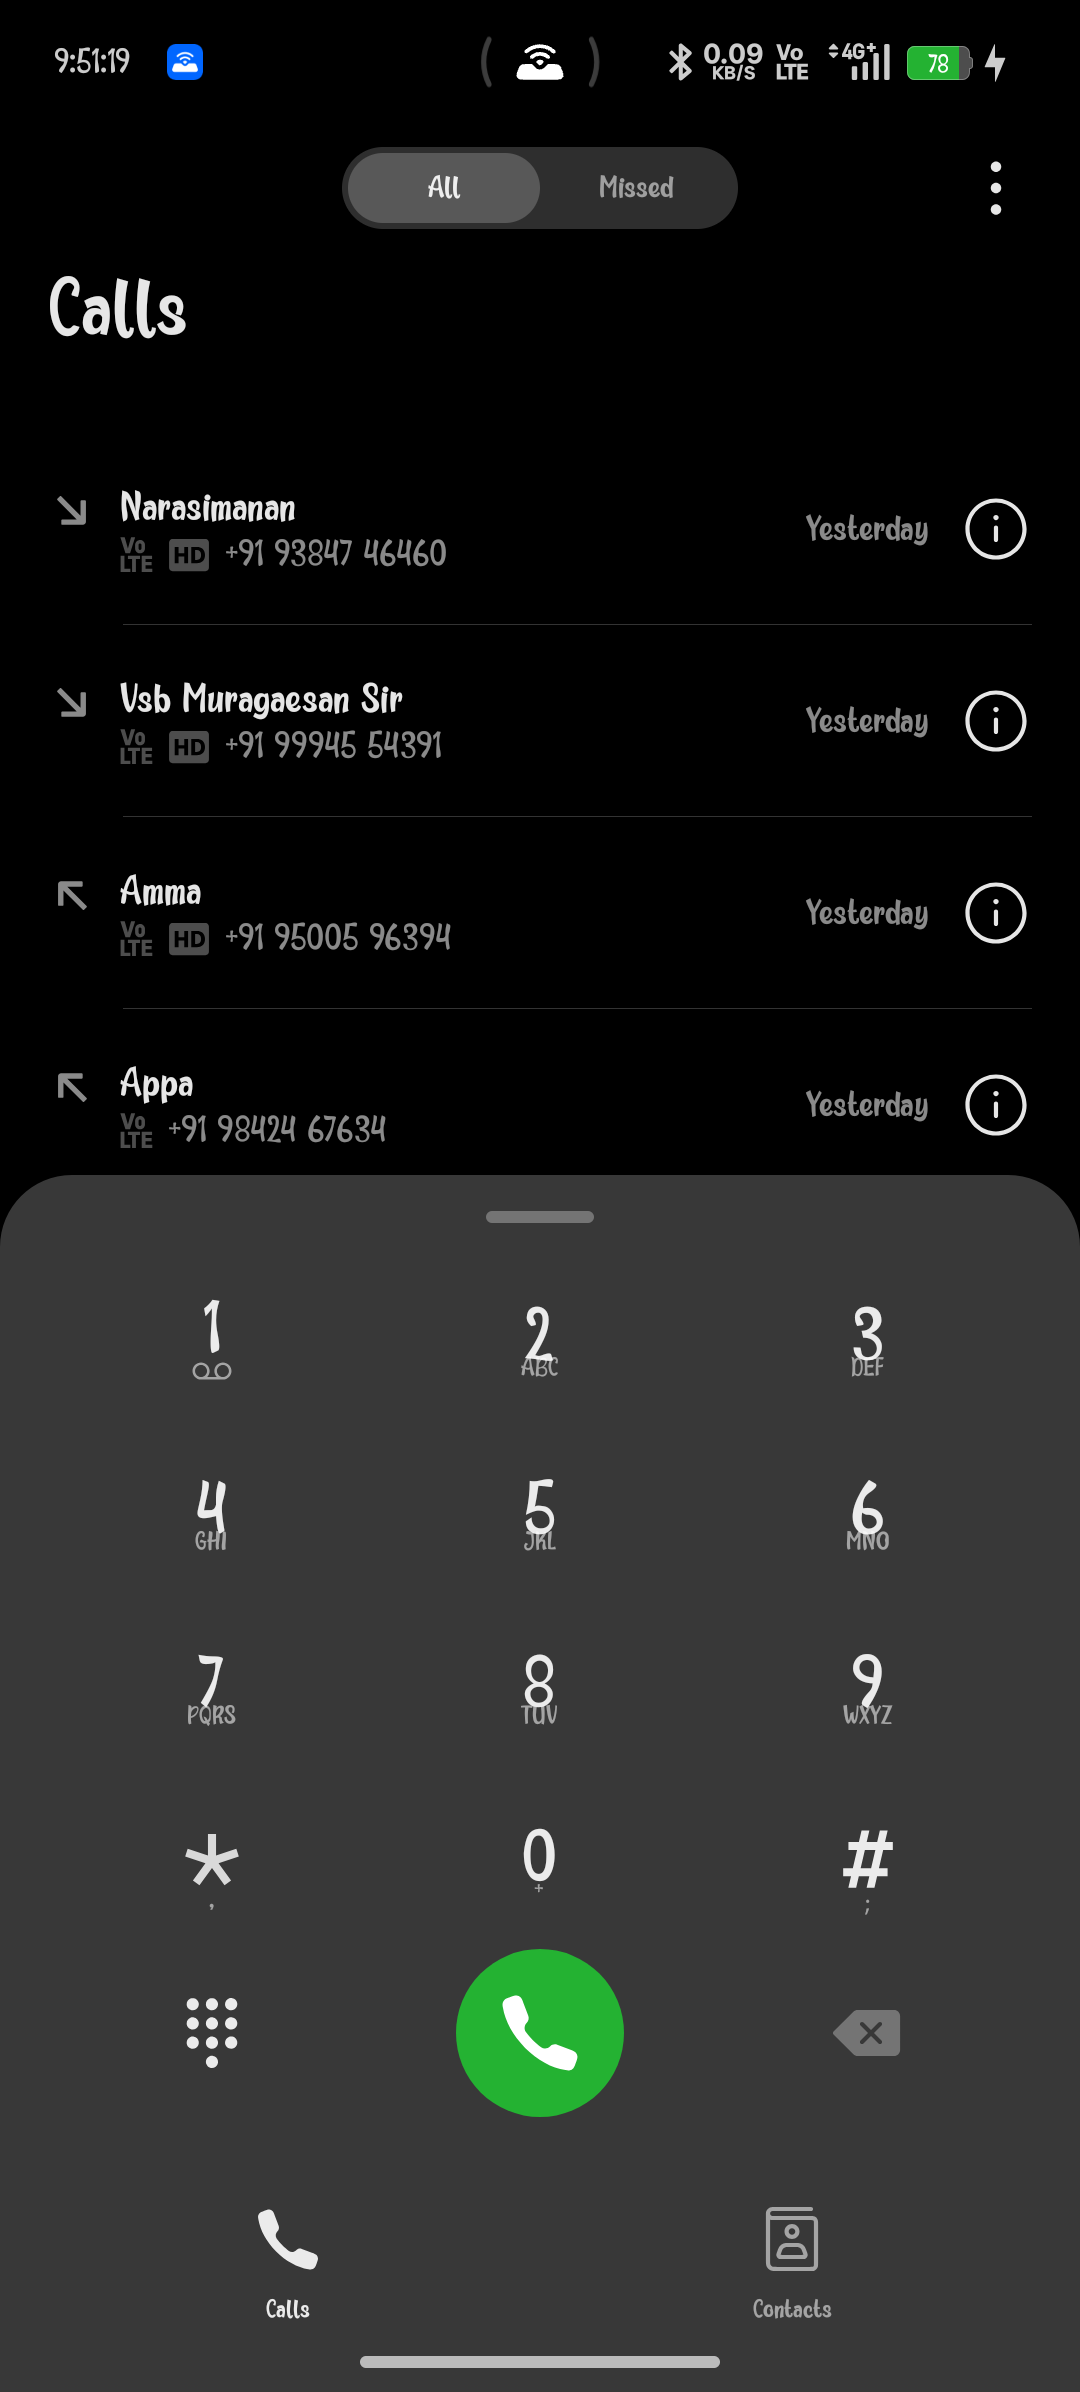 9:51:19
0.09 KB/S
Vo LTE
4G+
78
All
Missed
Calls
Narasimanan
Vo LTE HD +91 93847 46460
Yesterday
Vsb Muragaesan Sir
Vo LTE HD +91 99945 54391
Yesterday
Amma
Vo LTE HD +91 95005 96394
Yesterday
Appa
Vo LTE +91 98424 67634
Yesterday
1 2 3
ABC DEF
4 5 6
GHI JKL MNO
7 8 9
PQRS TUV WXYZ
* 0 #
, + ;
Calls
Contacts